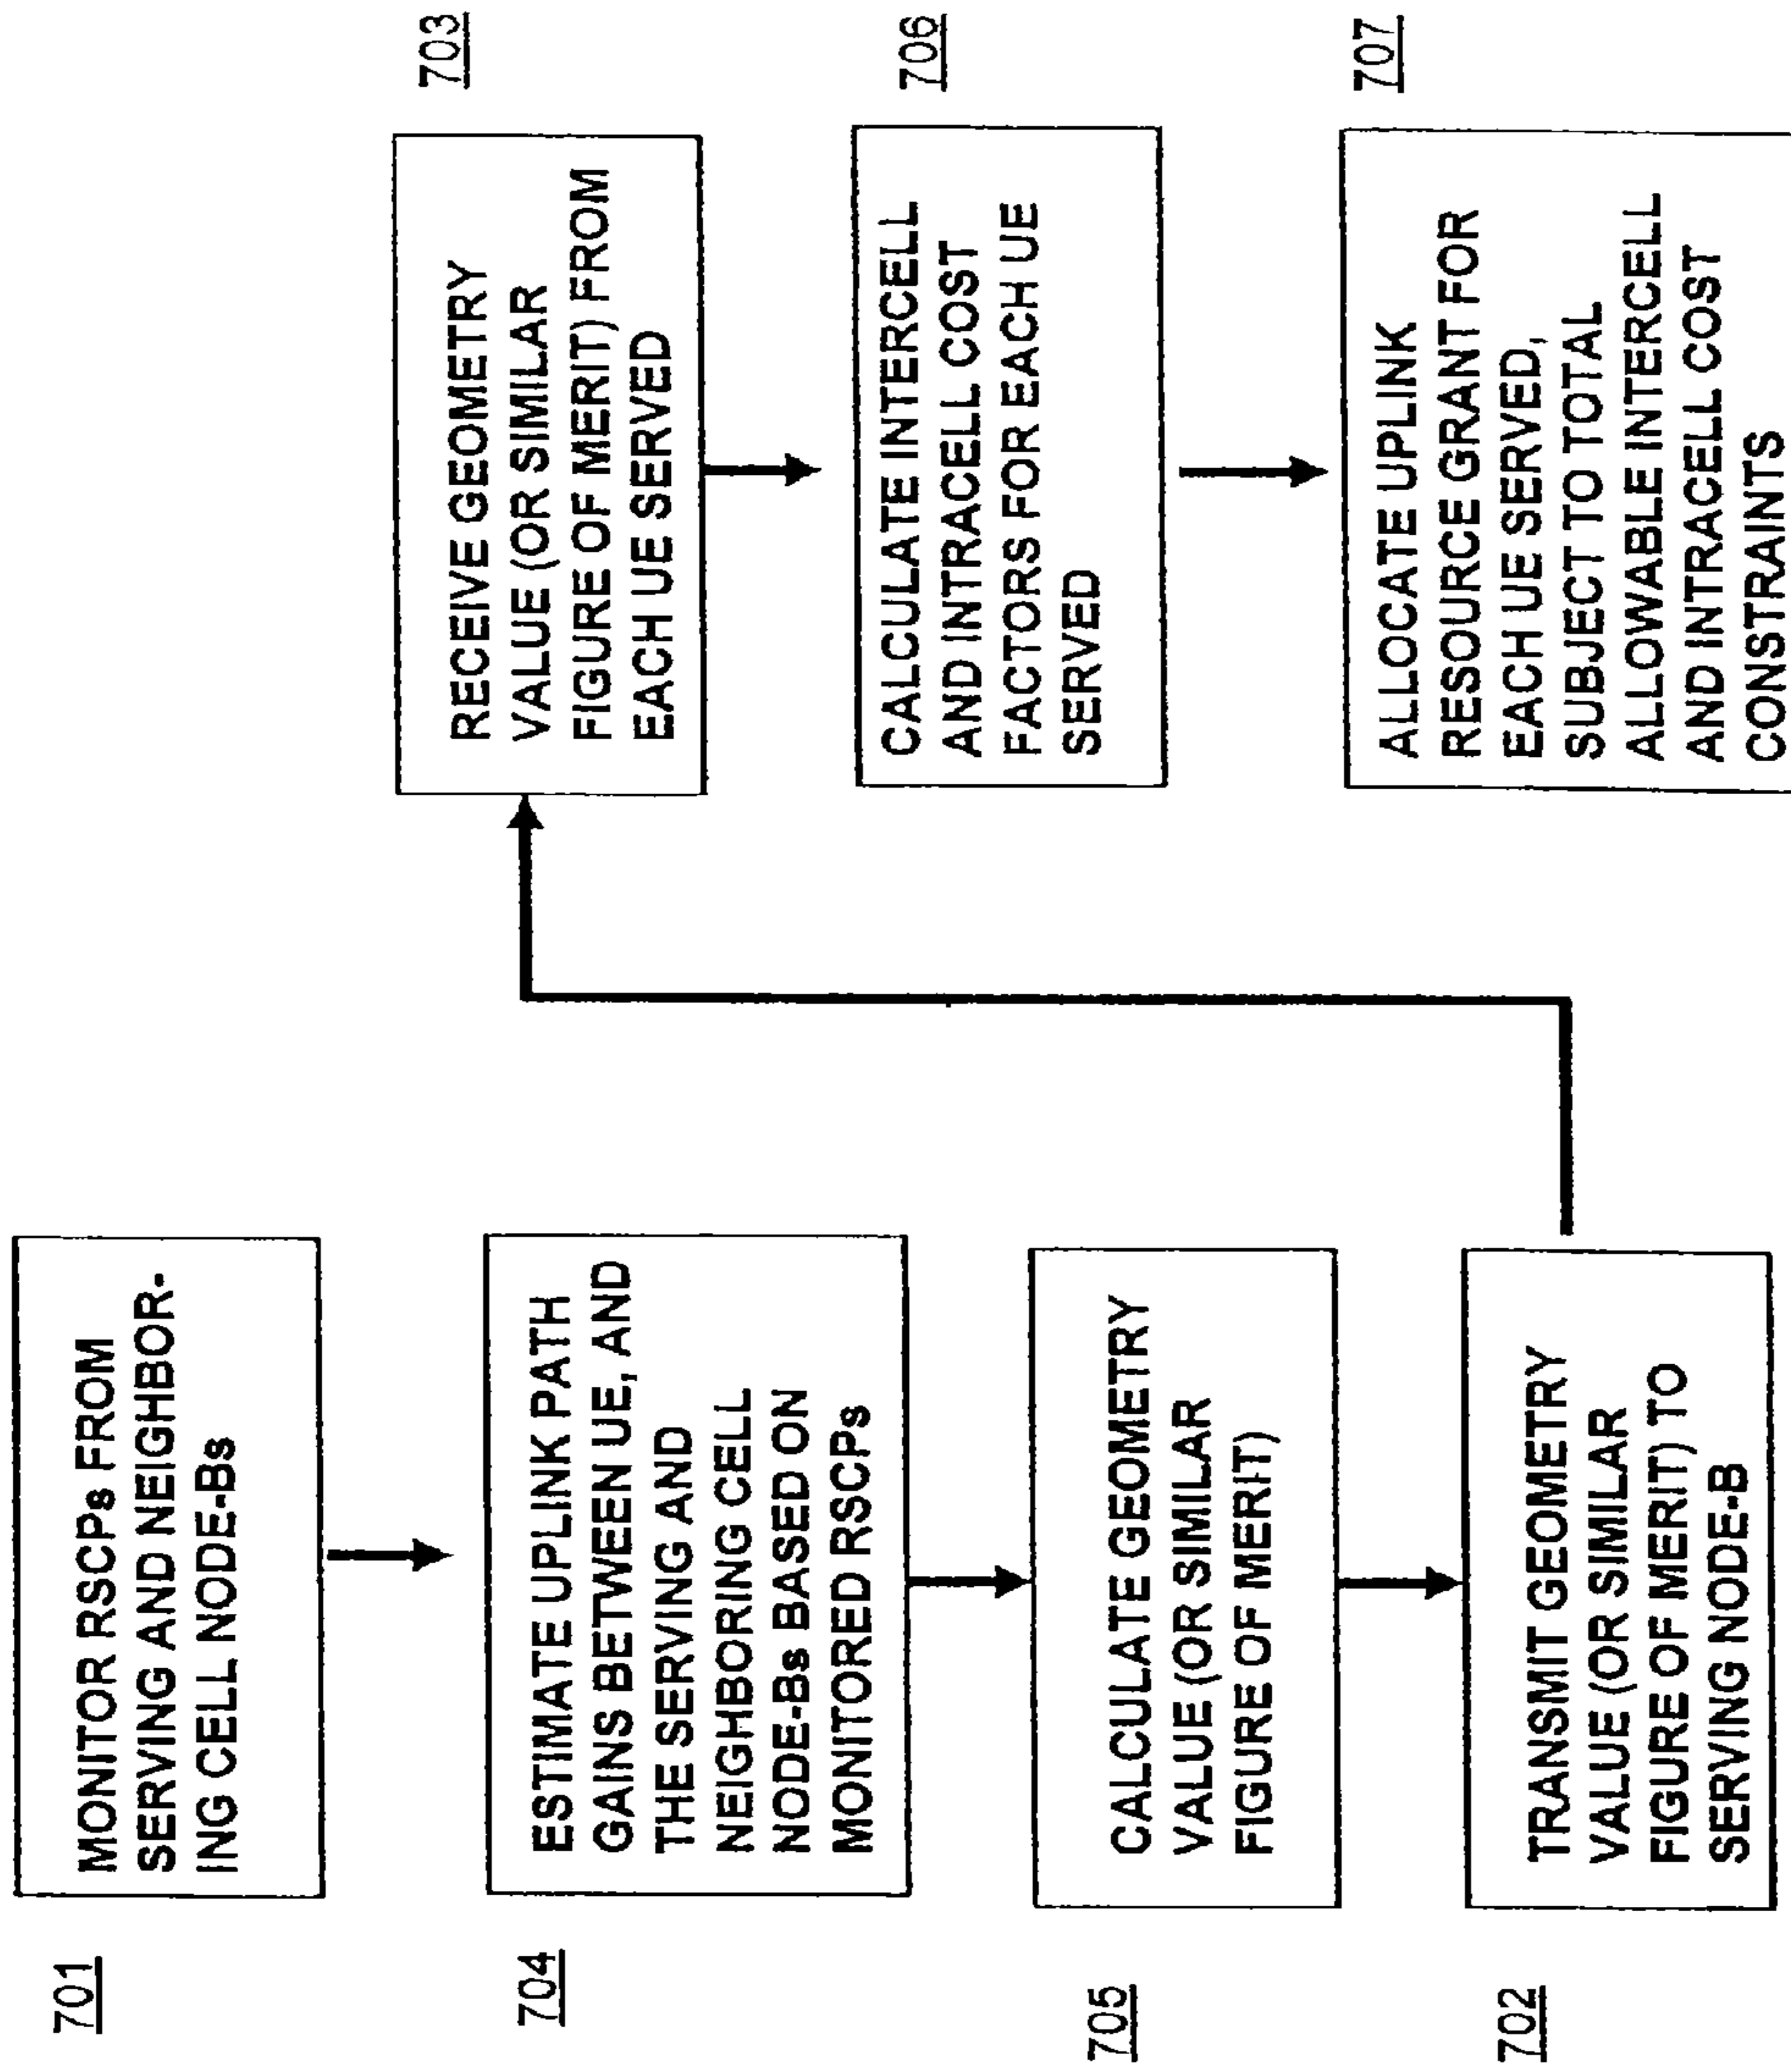 701
MONITOR RSCPs FROM
SERVING AND NEIGHBOR-
ING CELL NODE-Bs
704
ESTIMATE UPLINK PATH
GAINS BETWEEN UE, AND
THE SERVING AND
NEIGHBORING CELL
NODE-Bs BASED ON
MONITORED RSCPs
705
CALCULATE GEOMETRY
VALUE (OR SIMILAR
FIGURE OF MERIT)
702
TRANSMIT GEOMETRY
VALUE (OR SIMILAR
FIGURE OF MERIT) TO
SERVING NODE-B
703
RECEIVE GEOMETRY
VALUE (OR SIMILAR
FIGURE OF MERIT) FROM
EACH UE SERVED
706
CALCULATE INTERCELL
AND INTRACELL COST
FACTORS FOR EACH UE
SERVED
707
ALLOCATE UPLINK
RESOURCE GRANT FOR
EACH UE SERVED,
SUBJECT TO TOTAL
ALLOWABLE INTERCELL
AND INTRACELL COST
CONSTRAINTS